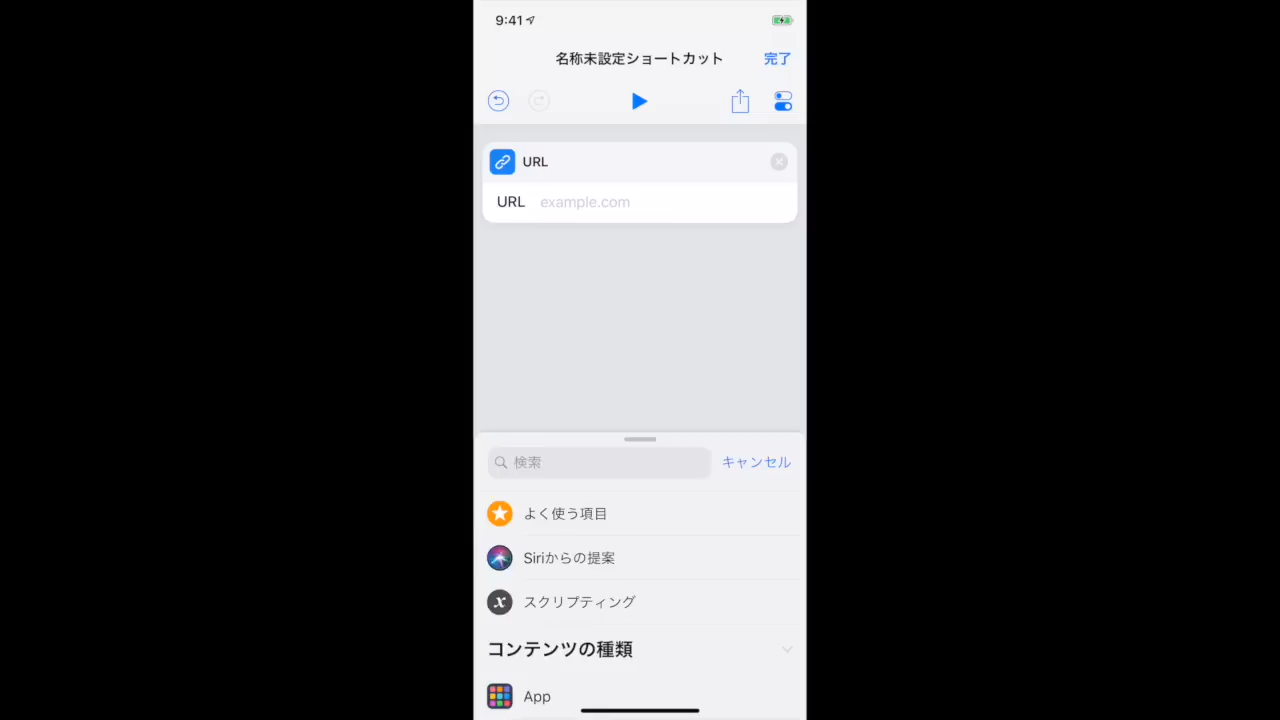 9:41
名称未設定ショートカット
完了
URL
URL example.com
検索
キャンセル
よく使う項目
Siriからの提案
スクリプティング
コンテンツの種類
App